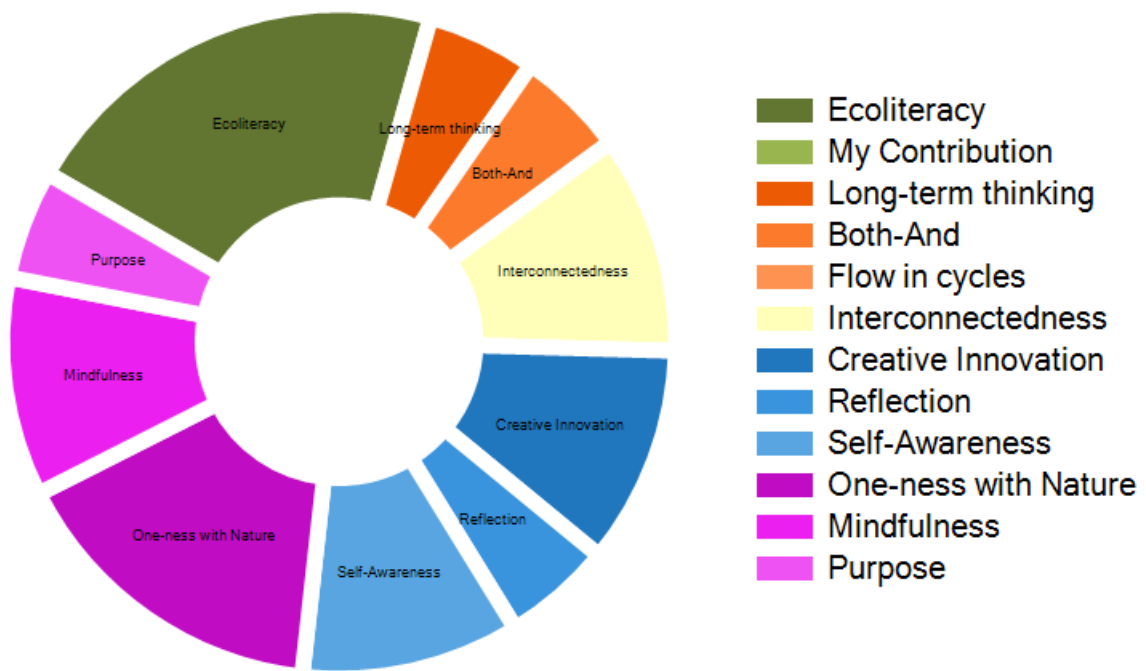 Ecoliteracy
Long-term thinking
Both-And
Interconnectedness
Creative Innovation
Reflection
Self-Awareness
One-ness with Nature
Mindfulness
Purpose
Ecoliteracy
My Contribution
Long-term thinking
Both-And
Flow in cycles
Interconnectedness
Creative Innovation
Reflection
Self-Awareness
One-ness with Nature
Mindfulness
Purpose